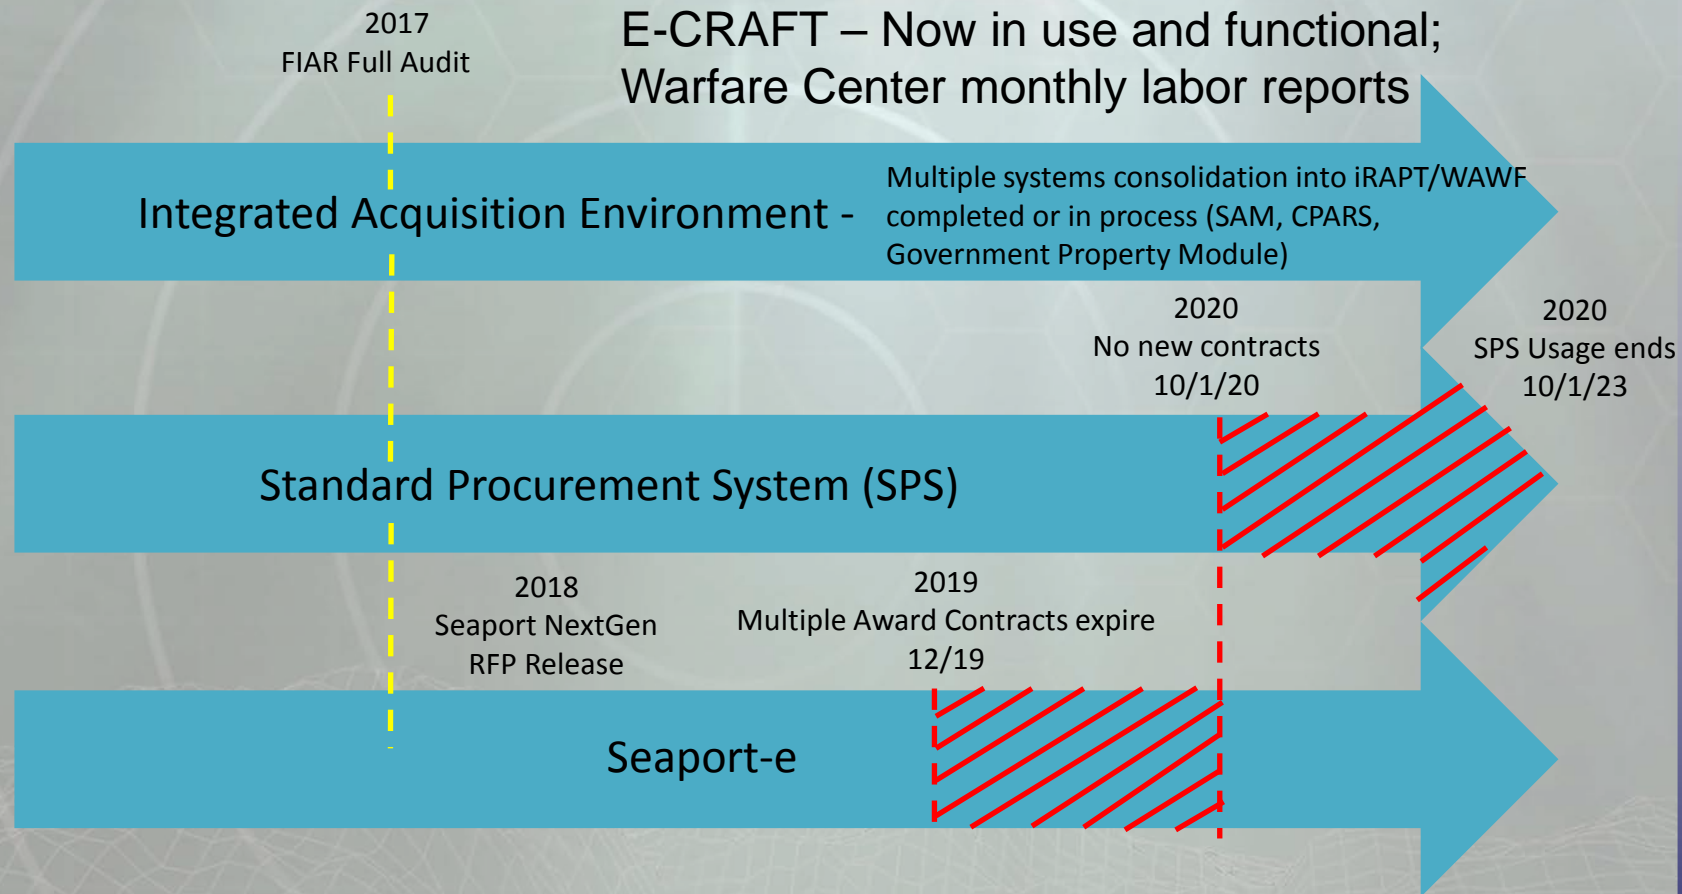 2017
FIAR Full Audit
E-CRAFT – Now in use and functional;
Warfare Center monthly labor reports
Integrated Acquisition Environment -
Multiple systems consolidation into iRAPT/WAWF
completed or in process (SAM, CPARS,
Government Property Module)
2020
No new contracts
10/1/20
2020
SPS Usage ends
10/1/23
Standard Procurement System (SPS)
2018
Seaport NextGen
RFP Release
2019
Multiple Award Contracts expire
12/19
Seaport-e